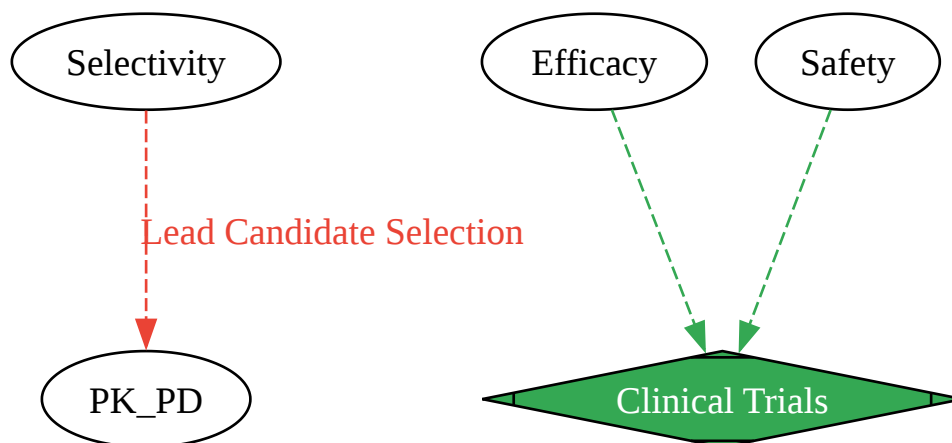 Selectivity
Efficacy
Safety
Lead Candidate Selection
PK_PD
Clinical Trials